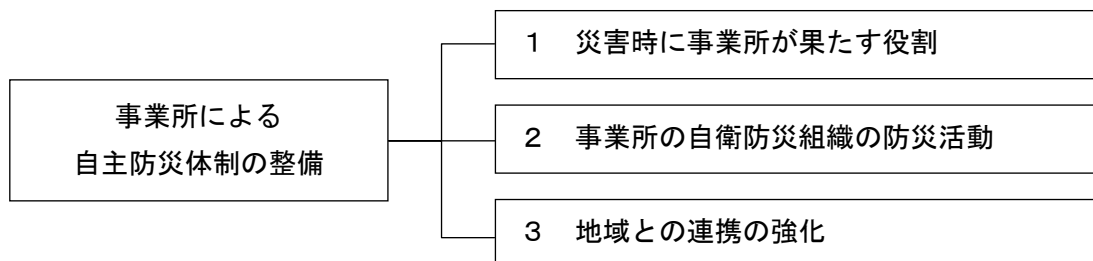 事業所による
自主防災体制の整備
１　災害時に事業所が果たす役割
２　事業所の自衛防災組織の防災活動
３　地域との連携の強化